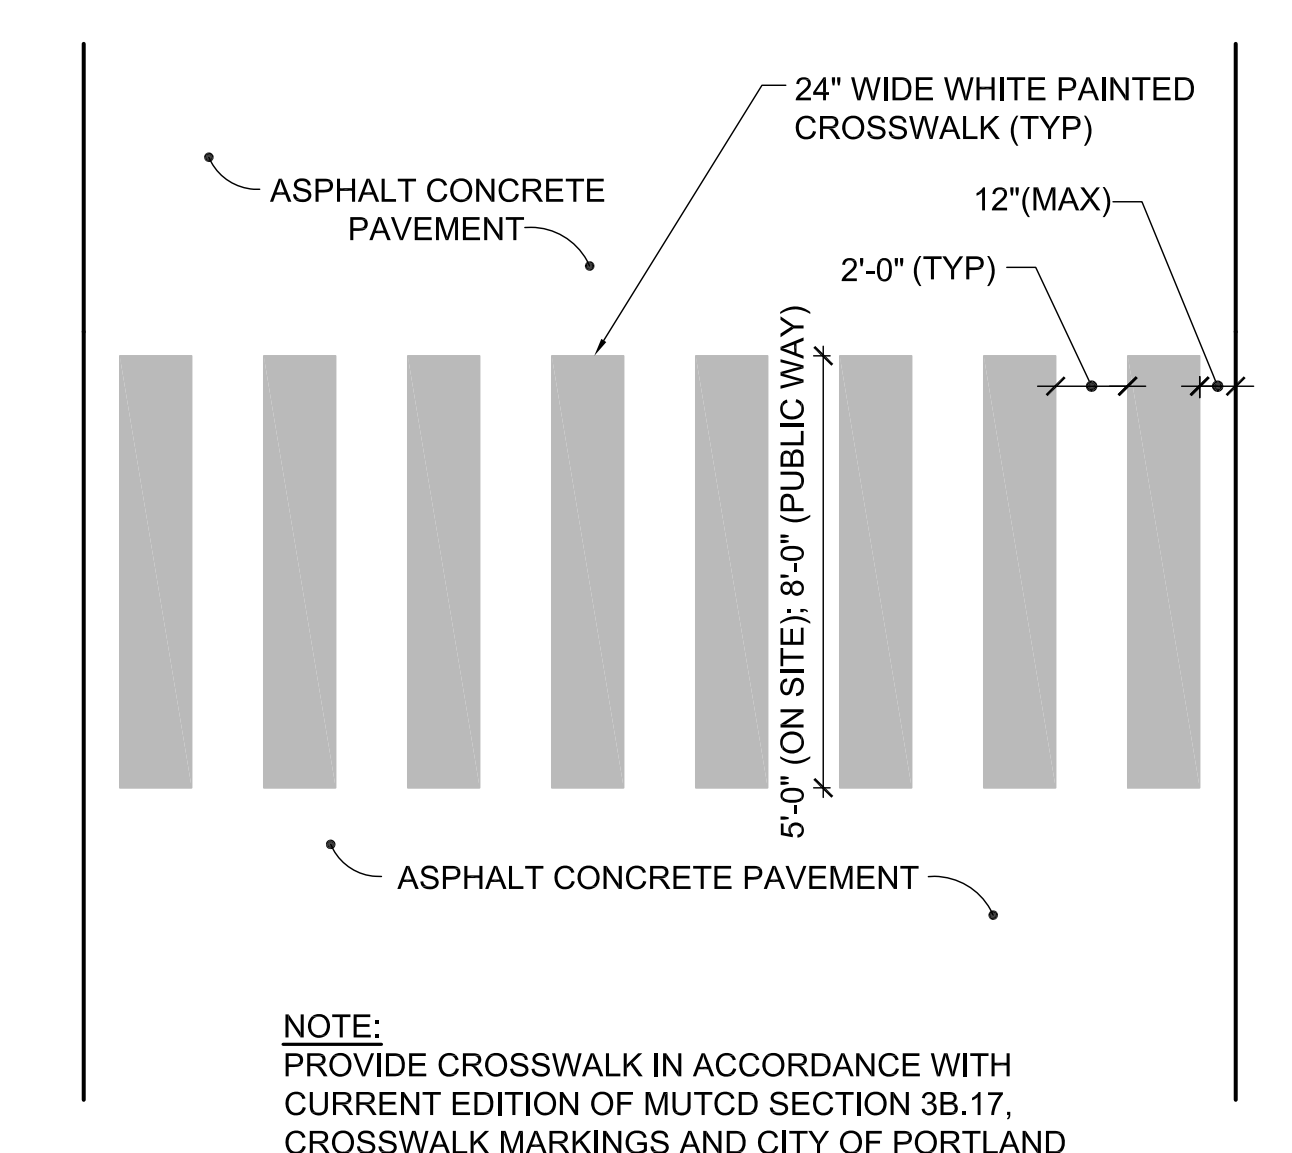 24" WIDE WHITE PAINTED
CROSSWALK (TYP)
ASPHALT CONCRETE
PAVEMENT
12"(MAX)
2'-0" (TYP)
5'-0" (ON SITE); 8'-0" (PUBLIC WAY)
ASPHALT CONCRETE PAVEMENT
NOTE:
PROVIDE CROSSWALK IN ACCORDANCE WITH
CURRENT EDITION OF MUTCD SECTION 3B.17,
CROSSWALK MARKINGS AND CITY OF PORTLAND